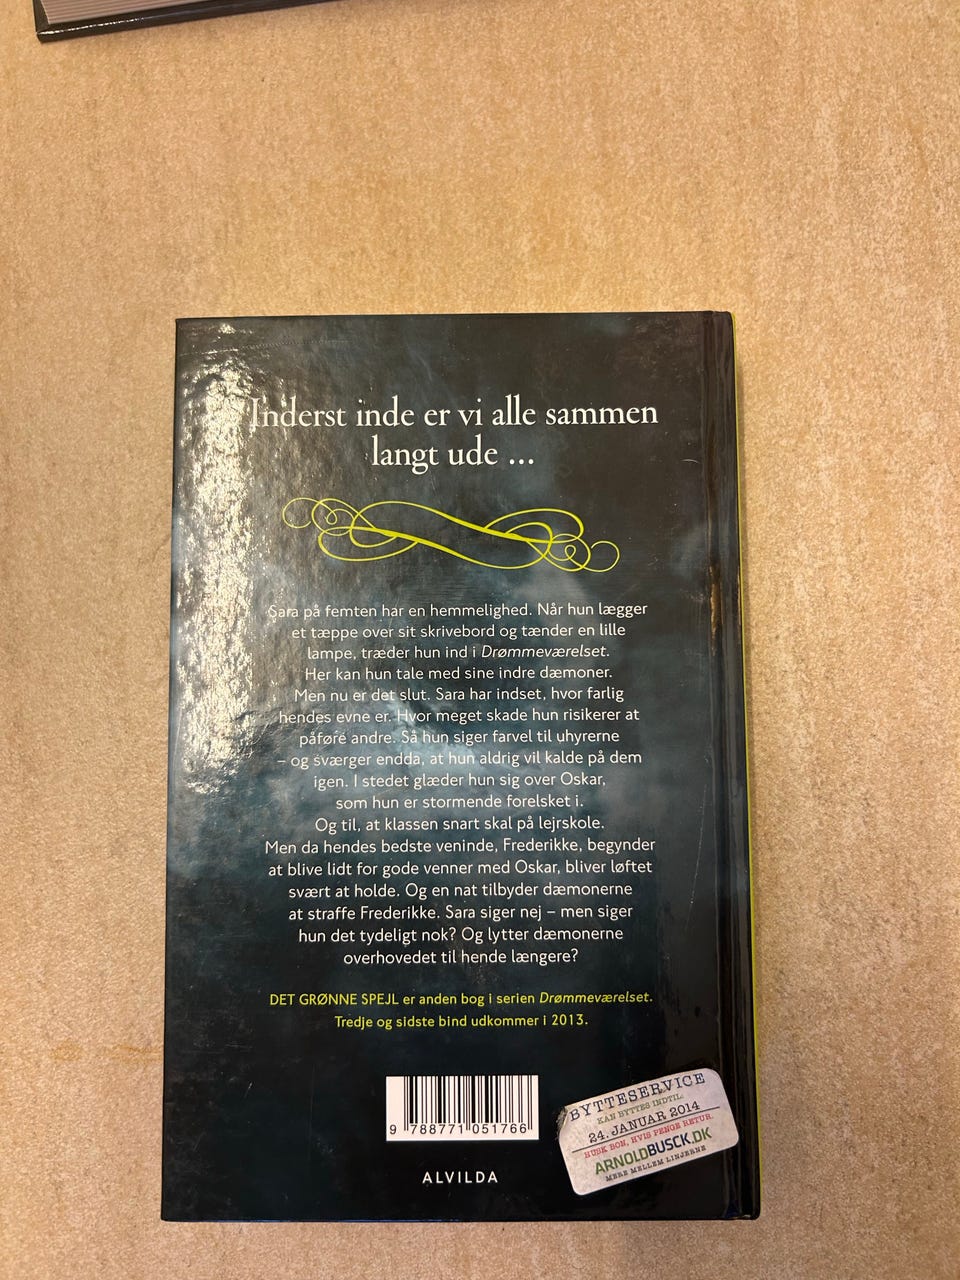 Inderst inde er vi alle sammen
langt ude ...
Sara på femten har en hemmelighed. Når hun lægger
et tæppe over sit skrivebord og tænder en lille
lampe, træder hun ind i Drømmeværelset.
Her kan hun tale med sine indre dæmoner.
Men nu er det slut. Sara har indset, hvor farlig
hendes evne er. Hvor meget skade hun risikerer at
påføre andre. Så hun siger farvel til uhyrerne
– og sværger endda, at hun aldrig vil kalde på dem
igen. I stedet glæder hun sig over Oskar,
som hun er stormende forelsket i.
Og til, at klassen snart skal på lejrskole.
Men da hendes bedste veninde, Frederikke, begynder
at blive lidt for gode venner med Oskar, bliver løftet
svært at holde. Og en nat tilbyder dæmonerne
at straffe Frederikke. Sara siger nej – men siger
hun det tydeligt nok? Og lytter dæmonerne
overhovedet til hende længere?
DET GRØNNE SPEJL er anden bog i serien Drømmeværelset.
Tredje og sidste bind udkommer i 2013.
9 788771 051766
ALVILDA
BYTTESERVICE
KAN BYTTES INDTIL:
24. JANUAR 2014
HUSK BON, HVIS PENGE RETUR.
ARNOLDBUSCK.DK
MERE MELLEM LINJERNE